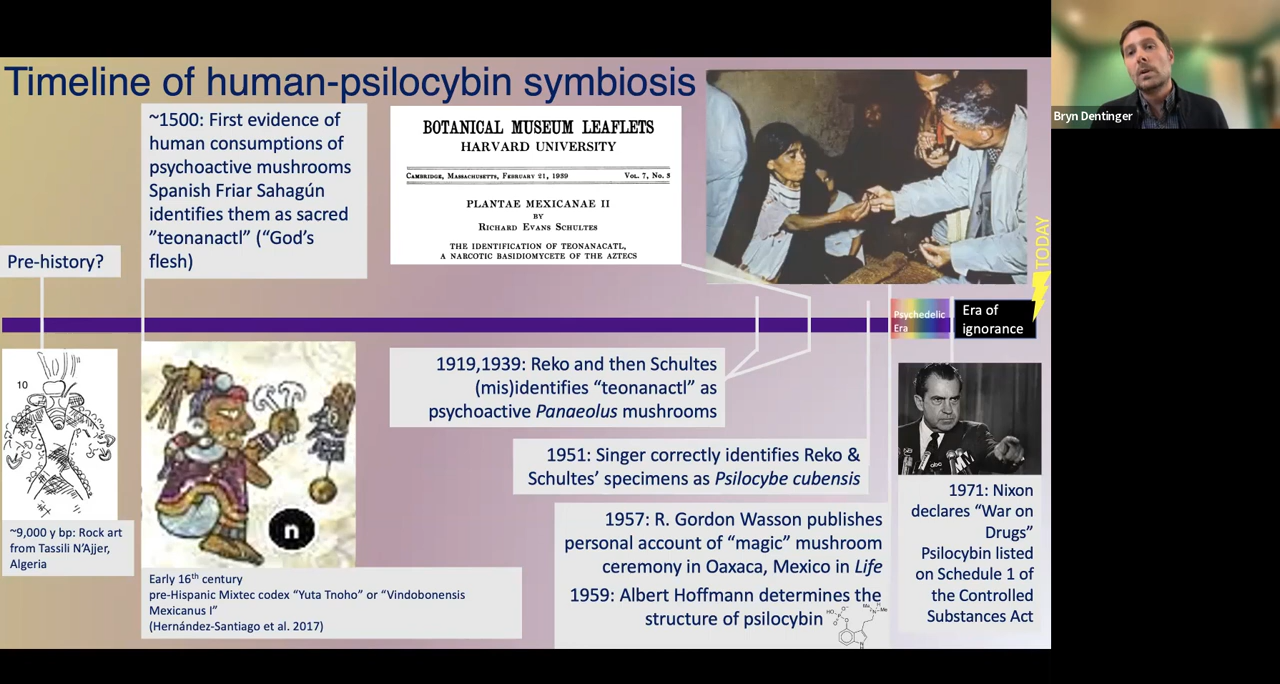 Timeline of human-psilocybin symbiosis
Bryn Dentinger
~1500: First evidence of
human consumptions of
psychoactive mushrooms
Spanish Friar Sahagún
identifies them as sacred
”teonanactl” (“God’s
flesh)
BOTANICAL MUSEUM LEAFLETS
HARVARD UNIVERSITY
CAMBRIDGE, MASSACHUSETTS, FEBRUARY 21, 1939 VOL. 7, NO. 3
PLANTAE MEXICANAE II
BY
RICHARD EVANS SCHULTES
THE IDENTIFICATION OF TEONANACATL,
A NARCOTIC BASIDIOMYCETE OF THE AZTECS
TODAY
Pre-history?
Psychedelic
Era
Era of
ignorance
10
n
abc
~9,000 y bp: Rock art
from Tassili N’Ajjer,
Algeria
Early 16th century
pre-Hispanic Mixtec codex “Yuta Tnoho” or “Vindobonensis
Mexicanus I”
(Hernández-Santiago et al. 2017)
1919,1939: Reko and then Schultes
(mis)identifies “teonanactl” as
psychoactive Panaeolus mushrooms
1951: Singer correctly identifies Reko &
Schultes’ specimens as Psilocybe cubensis
1957: R. Gordon Wasson publishes
personal account of “magic” mushroom
ceremony in Oaxaca, Mexico in Life
1959: Albert Hoffmann determines the
structure of psilocybin
1971: Nixon
declares “War on
Drugs”
Psilocybin listed
on Schedule 1 of
the Controlled
Substances Act